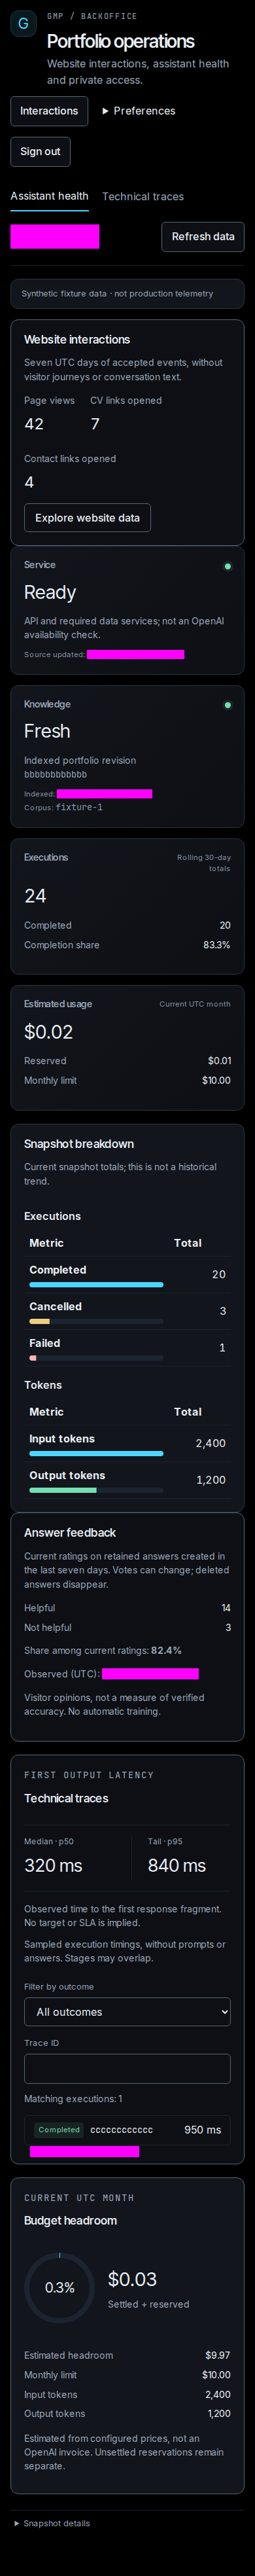 G
GMP / BACKOFFICE
Portfolio operations
Website interactions, assistant health
and private access.
Interactions
▶ Preferences
Sign out
Assistant health
Technical traces
Refresh data
Synthetic fixture data · not production telemetry
Website interactions
Seven UTC days of accepted events, without
visitor journeys or conversation text.
Page views CV links opened
42 7
Contact links opened
4
Explore website data
Service
Ready
API and required data services; not an OpenAI
availability check.
Source updated:
Knowledge
Fresh
Indexed portfolio revision
bbbbbbbbbbbb
Indexed:
Corpus: fixture-1
Executions Rolling 30-day
totals
24
Completed 20
Completion share 83.3%
Estimated usage Current UTC month
$0.02
Reserved $0.01
Monthly limit $10.00
Snapshot breakdown
Current snapshot totals; this is not a historical
trend.
Executions
Metric Total
Completed 20
Cancelled 3
Failed 1
Tokens
Metric Total
Input tokens 2,400
Output tokens 1,200
Answer feedback
Current ratings on retained answers created in
the last seven days. Votes can change; deleted
answers disappear.
Helpful 14
Not helpful 3
Share among current ratings: 82.4%
Observed (UTC):
Visitor opinions, not a measure of verified
accuracy. No automatic training.
FIRST OUTPUT LATENCY
Technical traces
Median · p50 Tail · p95
320 ms 840 ms
Observed time to the first response fragment.
No target or SLA is implied.
Sampled execution timings, without prompts or
answers. Stages may overlap.
Filter by outcome
All outcomes
Trace ID
Matching executions: 1
Completed cccccccccccc 950 ms
CURRENT UTC MONTH
Budget headroom
0.3%
$0.03
Settled + reserved
Estimated headroom $9.97
Monthly limit $10.00
Input tokens 2,400
Output tokens 1,200
Estimated from configured prices, not an
OpenAI invoice. Unsettled reservations remain
separate.
▶ Snapshot details